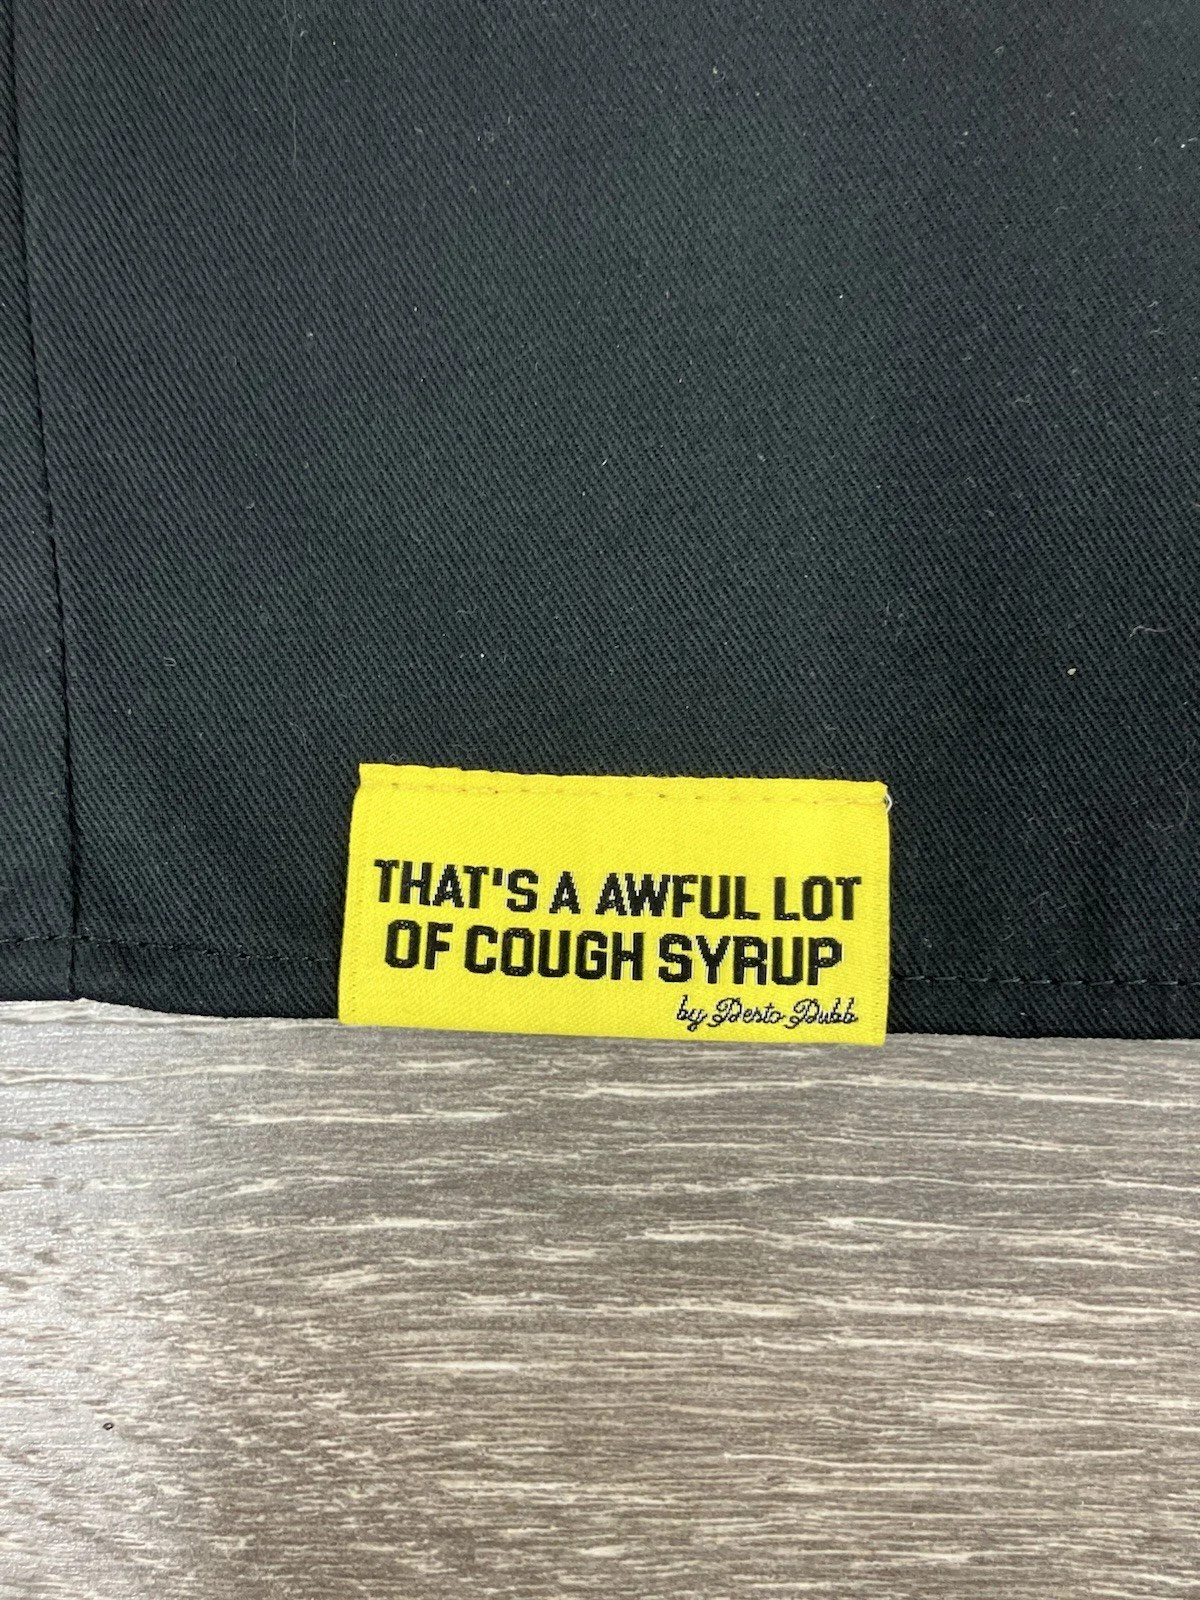 THAT'S A AWFUL LOT
OF COUGH SYRUP
by Desto Dubb